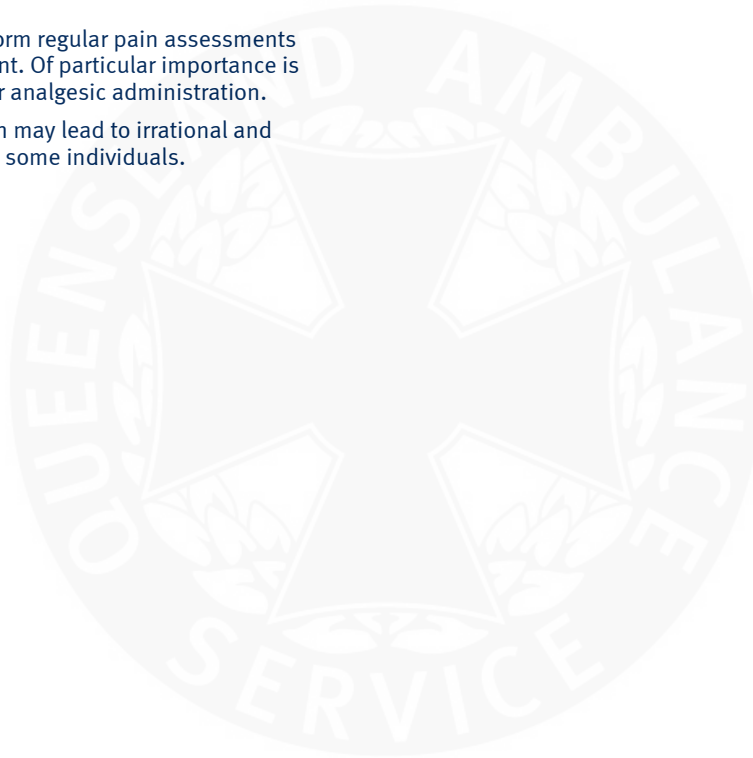 orm regular pain assessments
nt. Of particular importance is
r analgesic administration.
n may lead to irrational and
some individuals.
QUEENSLAND AMBULANCE
SERVICE